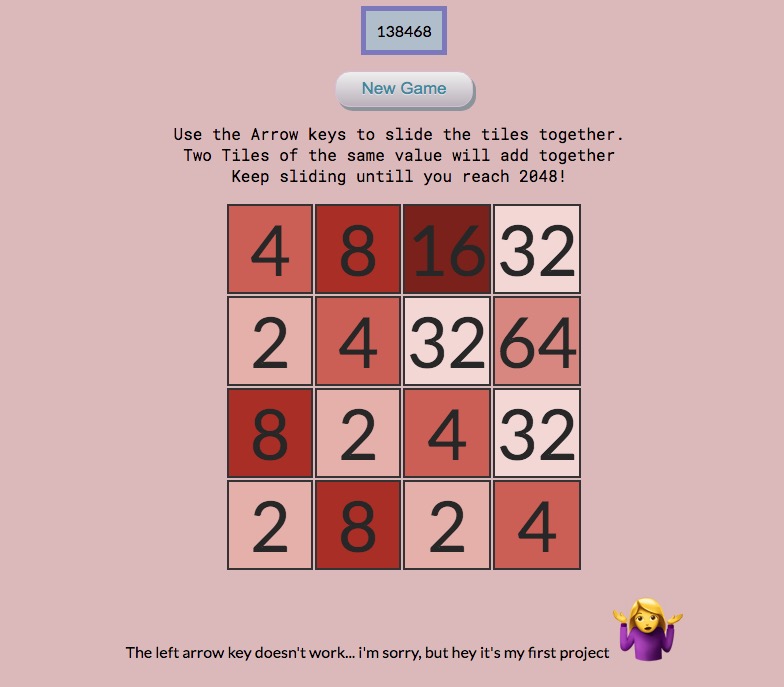 138468
New Game
Use the Arrow keys to slide the tiles together.
Two Tiles of the same value will add together
Keep sliding untill you reach 2048!
4 8 16 32
2 4 32 64
8 2 4 32
2 8 2 4
The left arrow key doesn't work... i'm sorry, but hey it's my first project